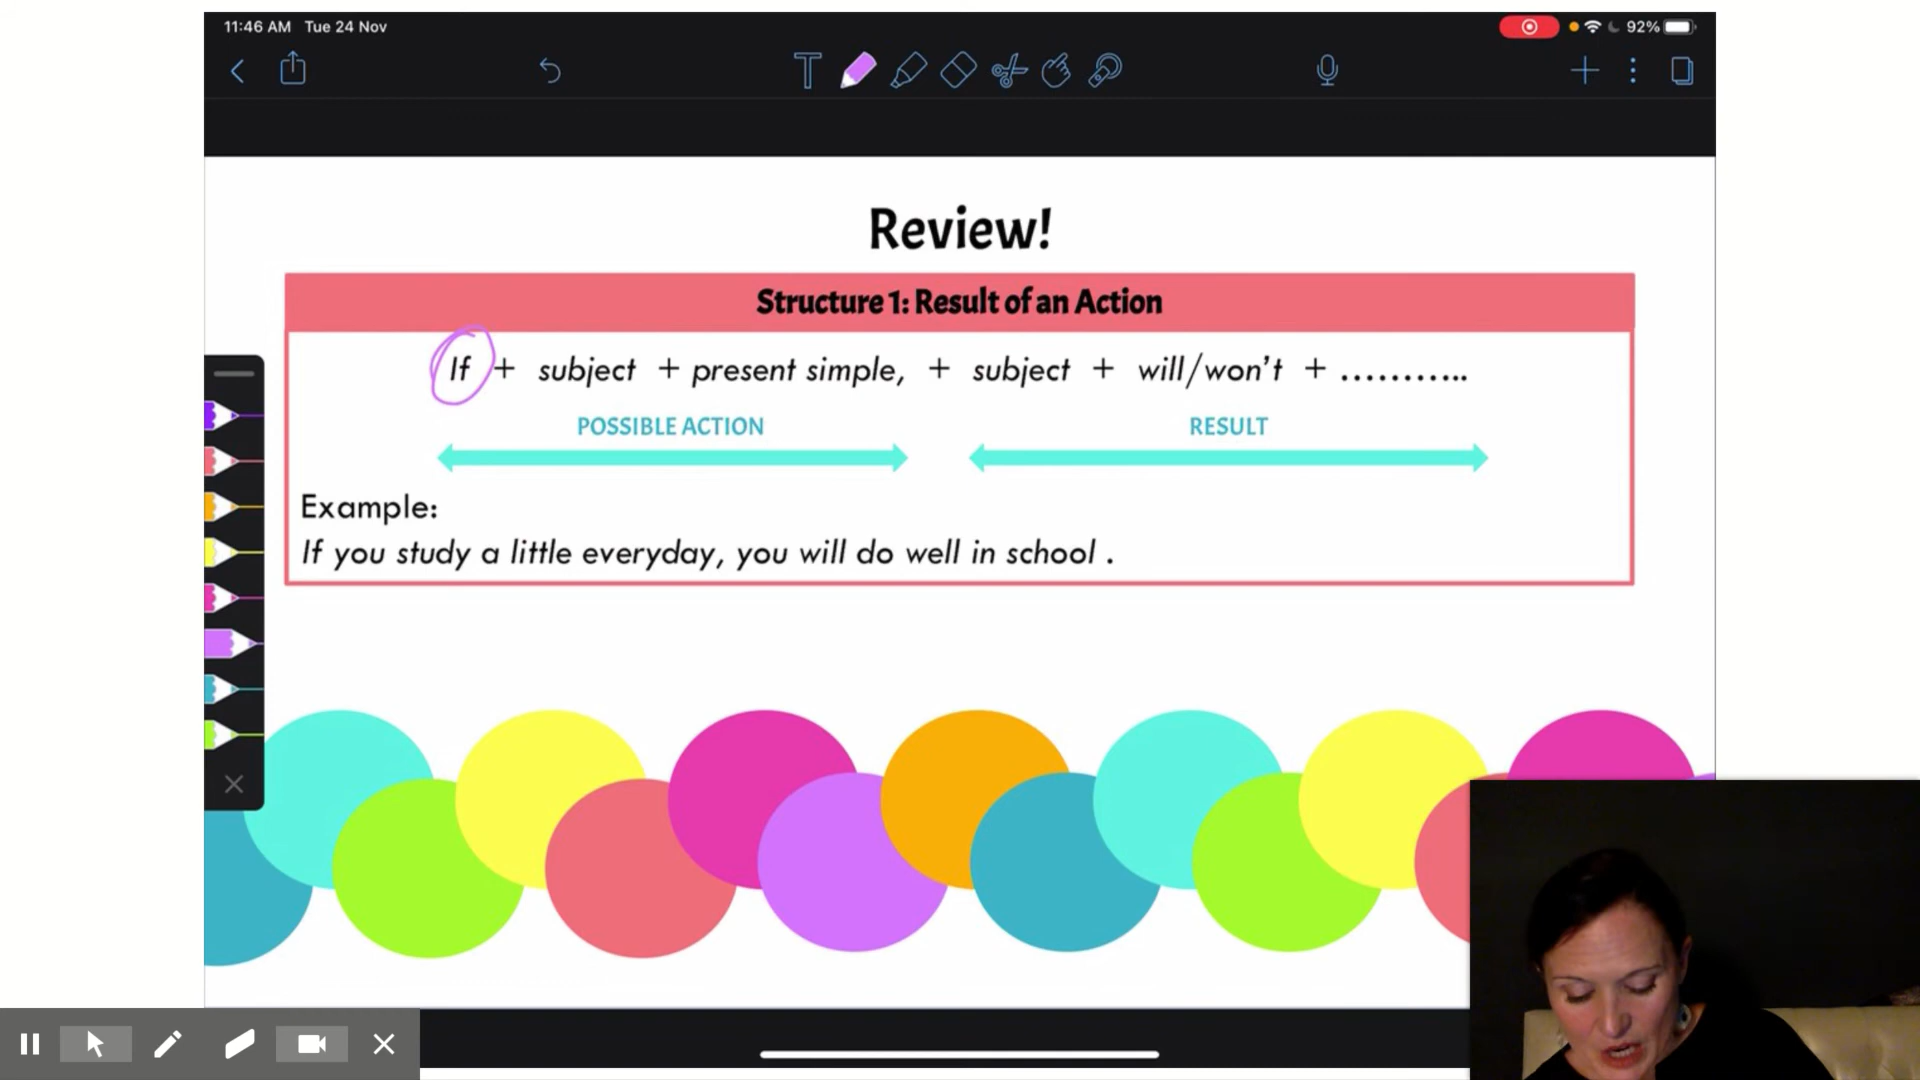 11:46 AM Tue 24 Nov
92%
T
Review!
Structure 1: Result of an Action
If + subject + present simple, + subject + will/won't + ...........
POSSIBLE ACTION
RESULT
Example:
If you study a little everyday, you will do well in school .